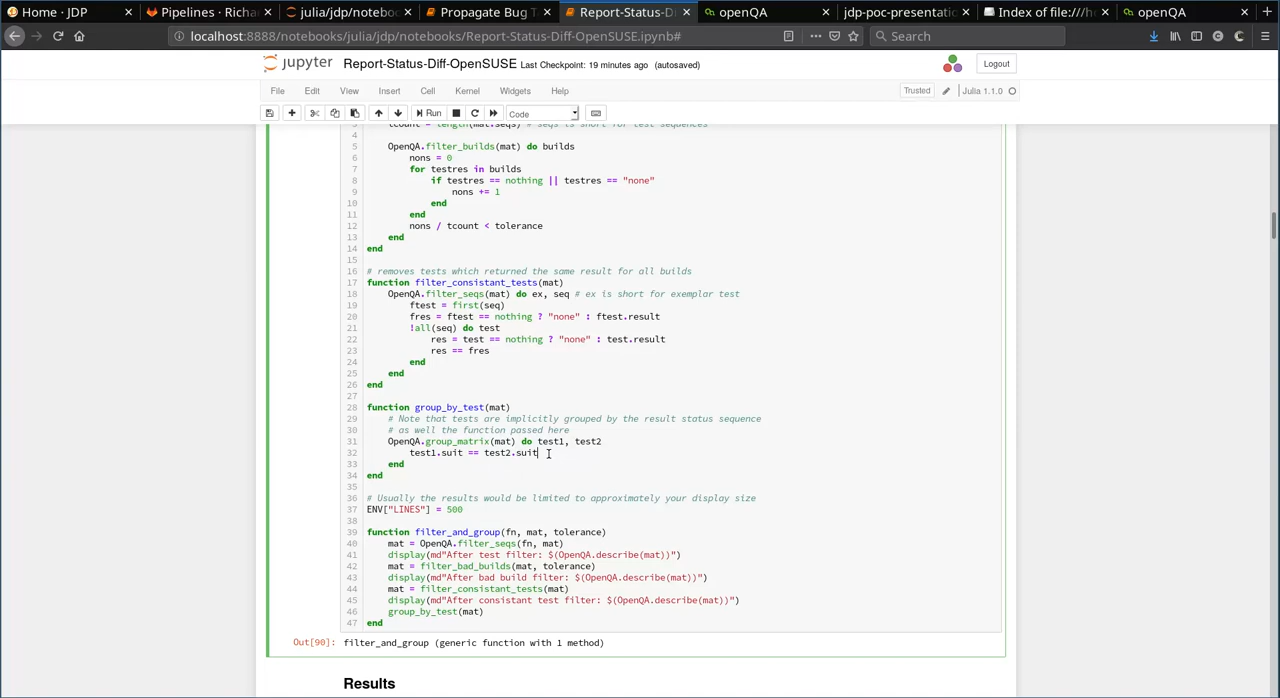 Home · JDP
Pipelines · Richa
julia/jdp/noteboo
Propagate Bug T
Report-Status-Di
openQA
jdp-poc-presentatio
Index of file:///h
openQA
localhost:8888/notebooks/julia/jdp/notebooks/Report-Status-Diff-OpenSUSE.ipynb#
Search
jupyter Report-Status-Diff-OpenSUSE Last Checkpoint: 19 minutes ago (autosaved)
Logout
File Edit View Insert Cell Kernel Widgets Help
Trusted Julia 1.1.0
Run Code
3 tcount = length(mat.seqs) # seqs is short for test sequences
4
5 OpenQA.filter_builds(mat) do builds
6 nons = 0
7 for testres in builds
8 if testres == nothing || testres == "none"
9 nons += 1
10 end
11 end
12 nons / tcount < tolerance
13 end
14 end
15
16 # removes tests which returned the same result for all builds
17 function filter_consistant_tests(mat)
18 OpenQA.filter_seqs(mat) do ex, seq # ex is short for exemplar test
19 ftest = first(seq)
20 fres = ftest == nothing ? "none" : ftest.result
21 !all(seq) do test
22 res = test == nothing ? "none" : test.result
23 res == fres
24 end
25 end
26 end
27
28 function group_by_test(mat)
29 # Note that tests are implicitly grouped by the result status sequence
30 # as well the function passed here
31 OpenQA.group_matrix(mat) do test1, test2
32 test1.suit == test2.suit
33 end
34 end
35
36 # Usually the results would be limited to approximately your display size
37 ENV["LINES"] = 500
38
39 function filter_and_group(fn, mat, tolerance)
40 mat = OpenQA.filter_seqs(fn, mat)
41 display(md"After test filter: $(OpenQA.describe(mat))")
42 mat = filter_bad_builds(mat, tolerance)
43 display(md"After bad build filter: $(OpenQA.describe(mat))")
44 mat = filter_consistant_tests(mat)
45 display(md"After consistant test filter: $(OpenQA.describe(mat))")
46 group_by_test(mat)
47 end
Out[90]: filter_and_group (generic function with 1 method)
Results